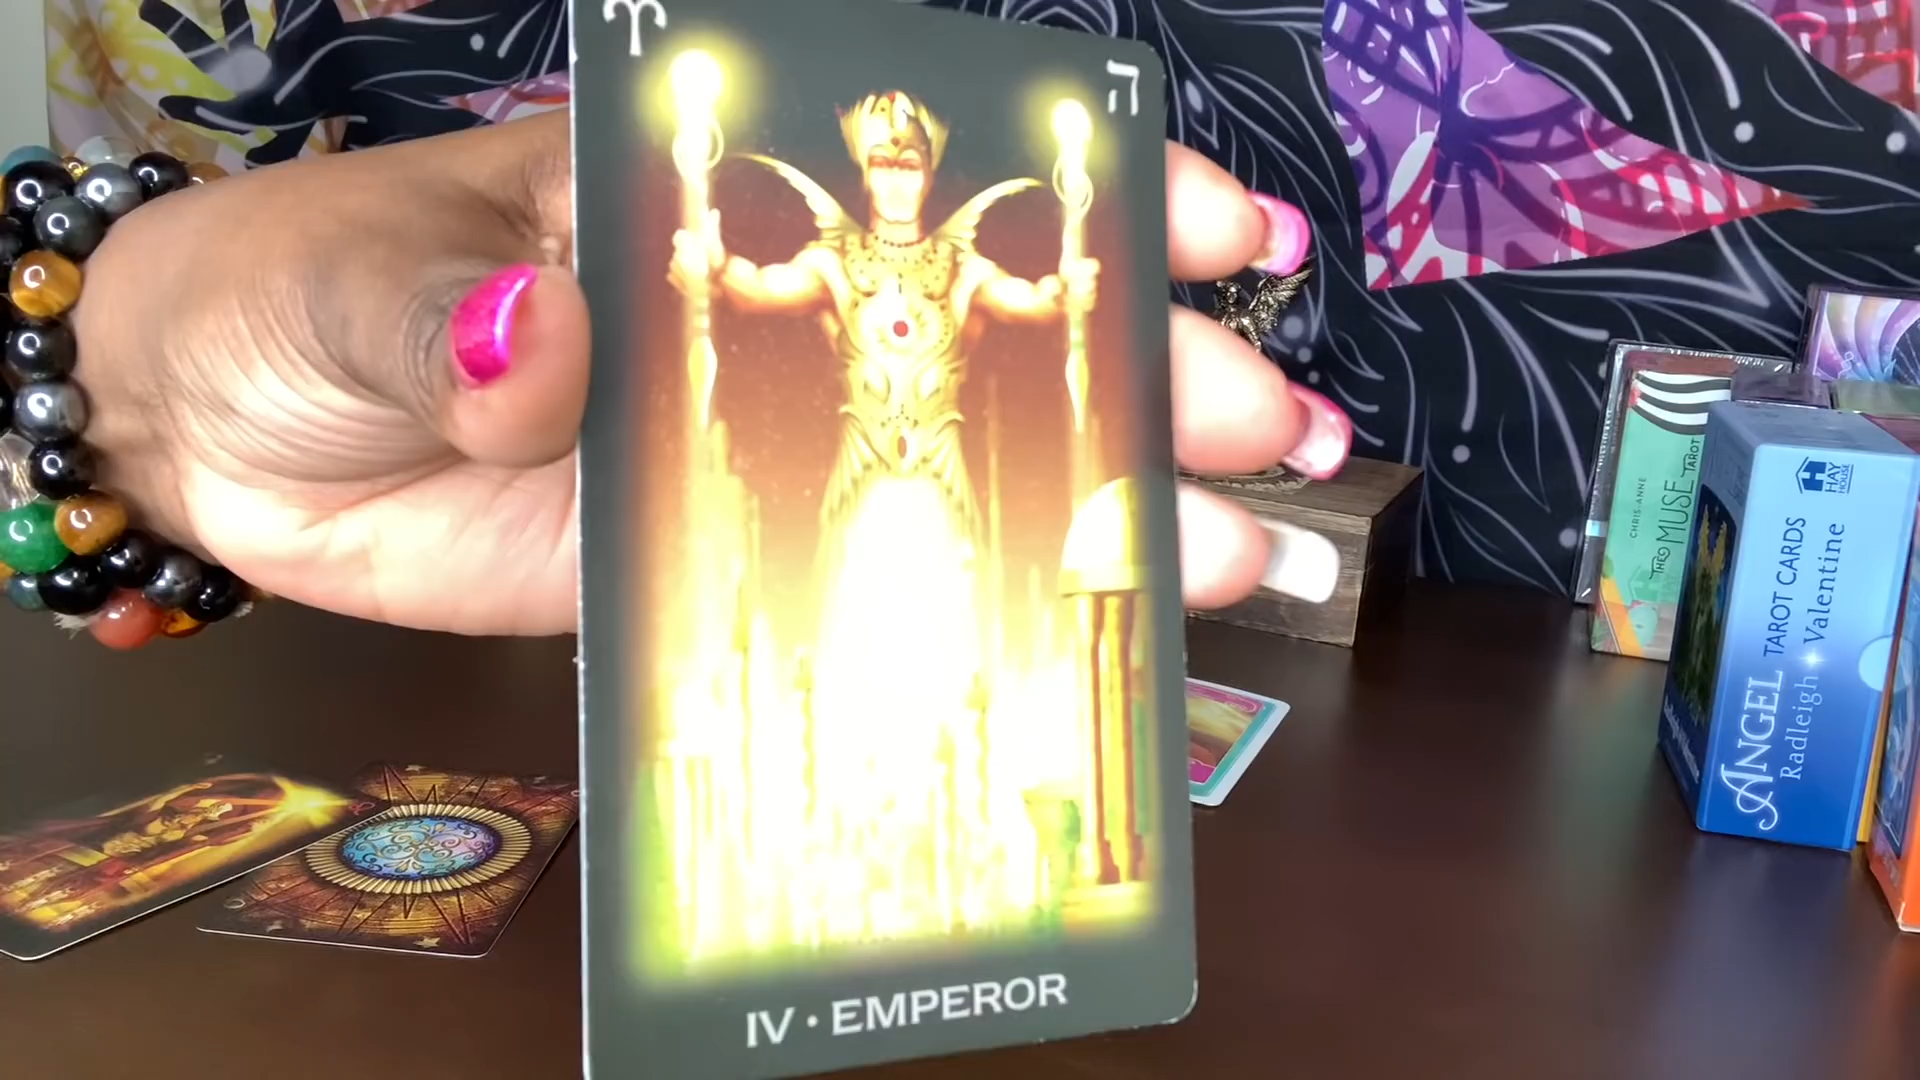 ♈
ה
IV • EMPEROR
CHRIS-ANNE
THE MUSE TAROT
HAY HOUSE
ANGEL TAROT CARDS
Radleigh Valentine